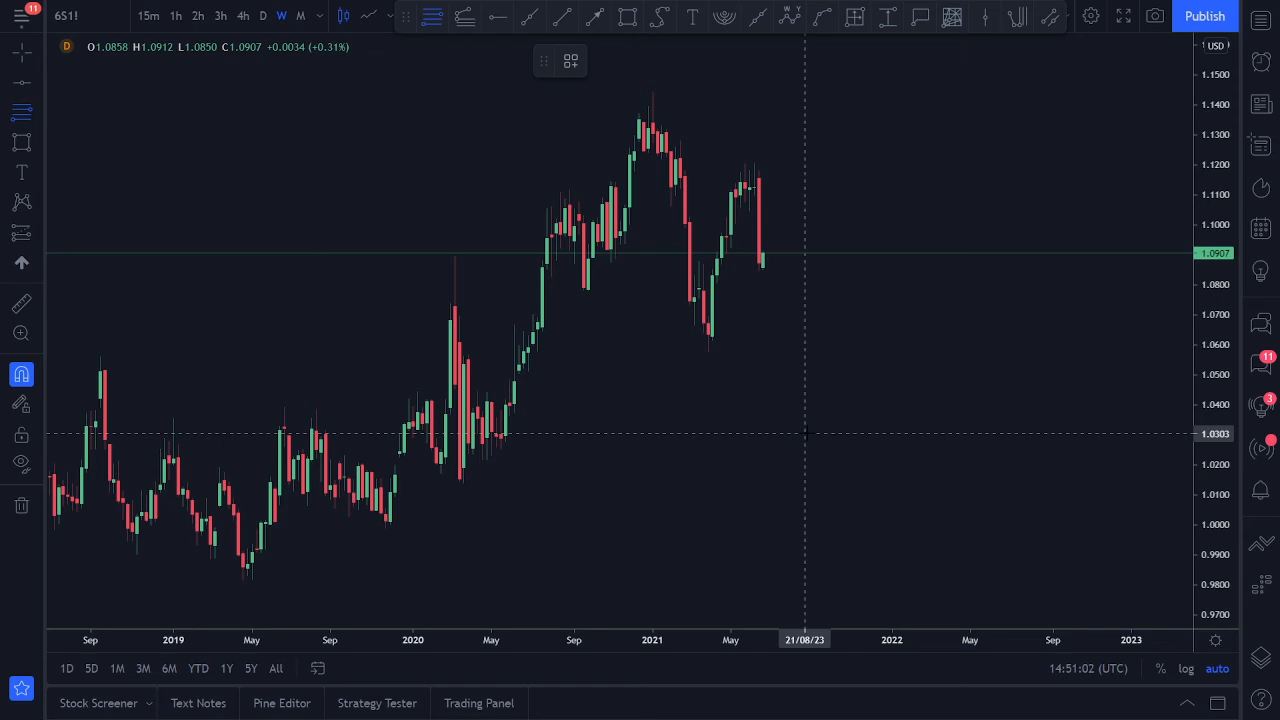 11
6S1!
15m 1h 2h 3h 4h D W M
Publish
D O1.0858 H1.0912 L1.0850 C1.0907 +0.0034 (+0.31%)
USD
1.1500
1.1400
1.1300
1.1200
1.1100
1.1000
1.0907
1.0800
1.0700
1.0600
1.0500
1.0400
1.0303
1.0200
1.0100
1.0000
0.9900
0.9800
0.9700
T
T
11
3
Sep 2019 May Sep 2020 May Sep 2021 May 21/08/23 2022 May Sep 2023
1D 5D 1M 3M 6M YTD 1Y 5Y All
14:51:02 (UTC) % log auto
Stock Screener Text Notes Pine Editor Strategy Tester Trading Panel